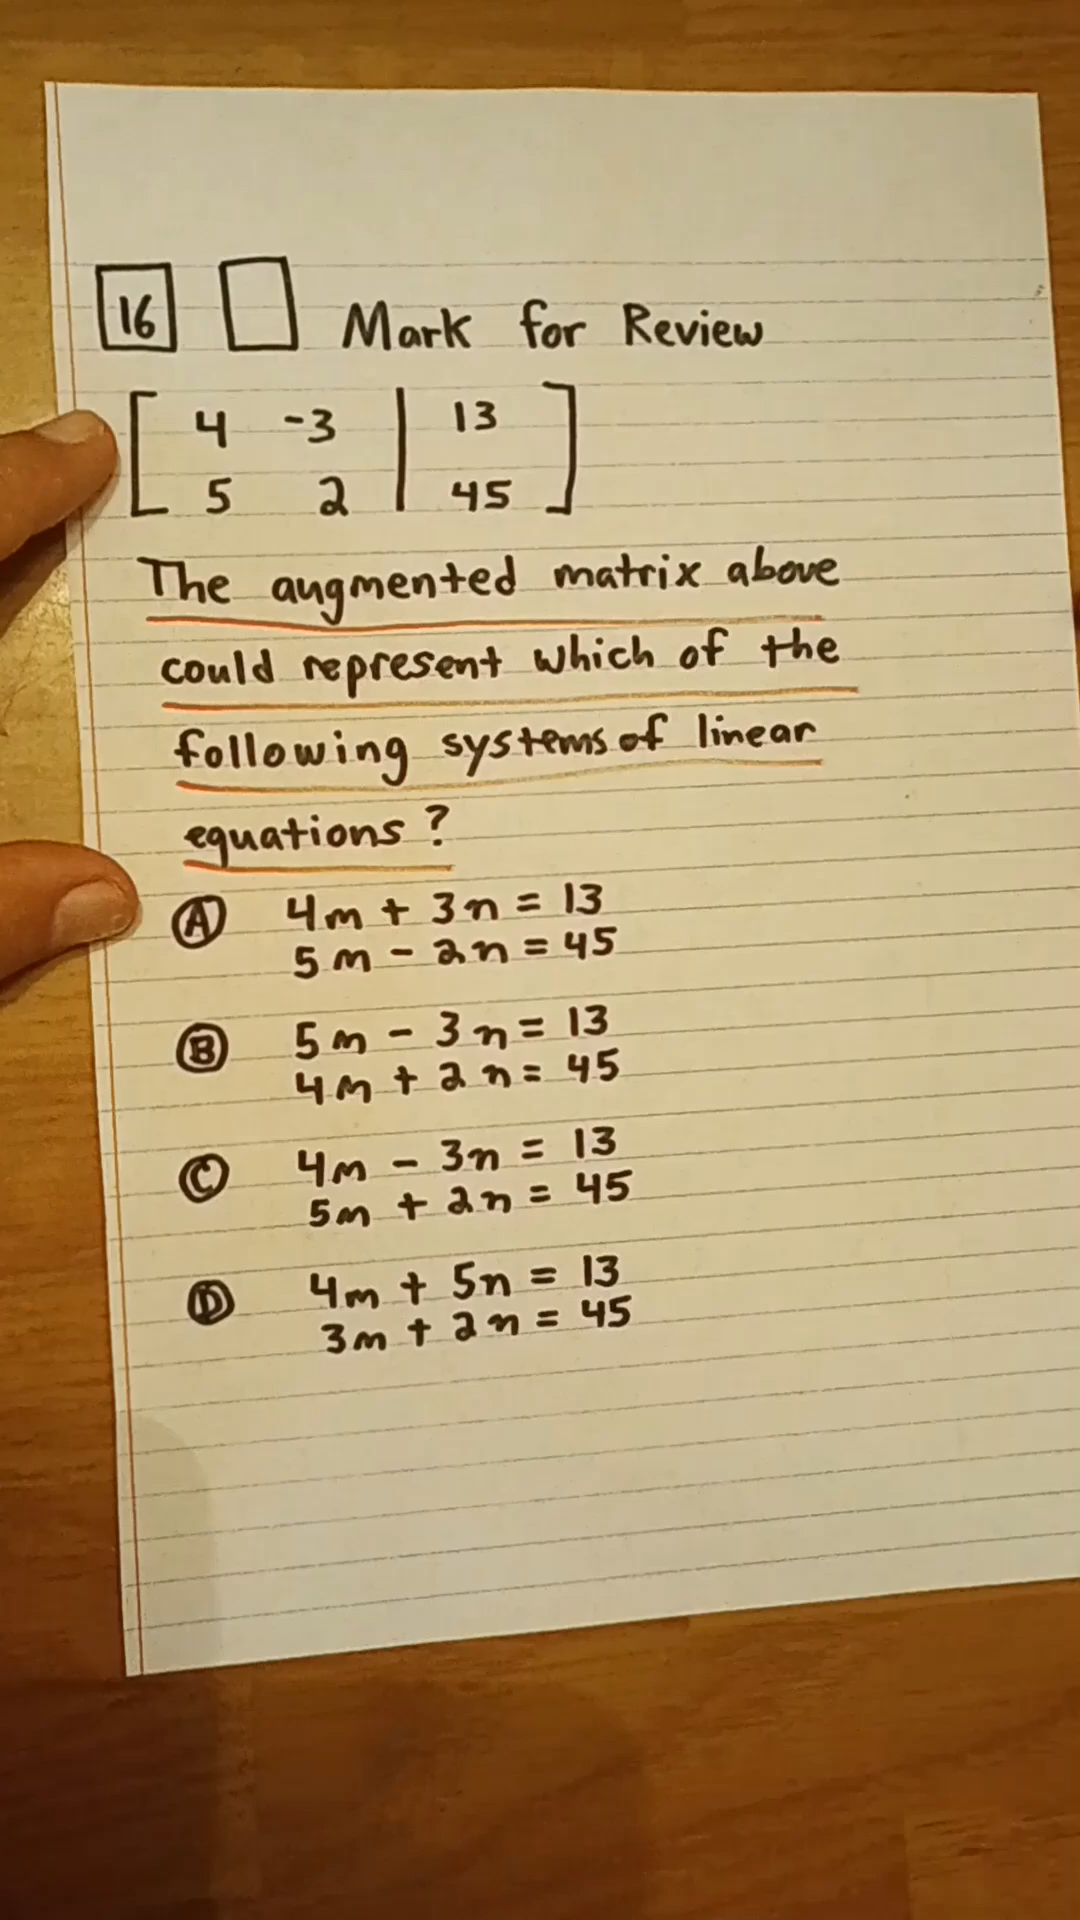 16 Mark for Review
4 -3 | 13
5 2 | 45
The augmented matrix above
could represent which of the
following systems of linear
equations?
A 4m + 3n = 13
5m - 2n = 45
B 5m - 3n = 13
4m + 2n = 45
C 4m - 3n = 13
5m + 2n = 45
D 4m + 5n = 13
3m + 2n = 45